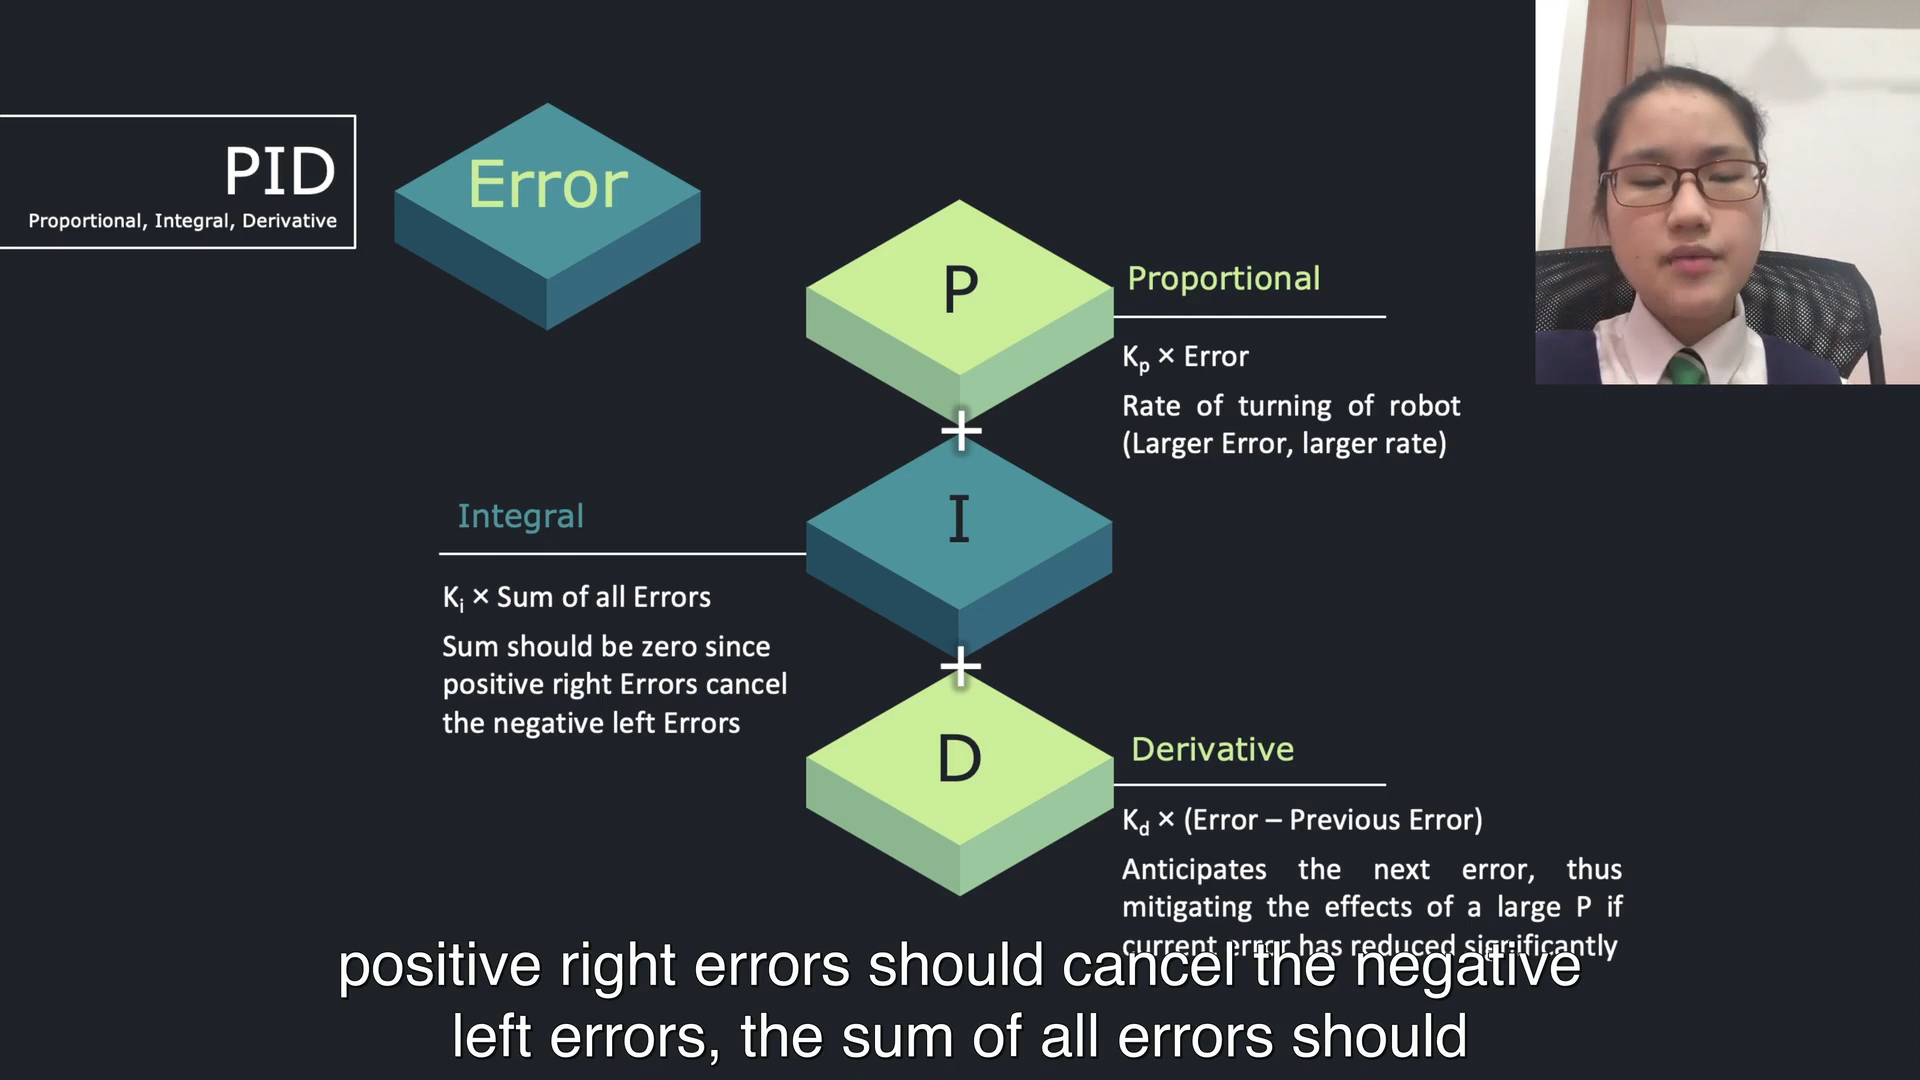 PID
Proportional, Integral, Derivative
Error
P
Proportional
Kp × Error
Rate of turning of robot
(Larger Error, larger rate)
+
I
Integral
Ki × Sum of all Errors
Sum should be zero since
positive right Errors cancel
the negative left Errors
+
D
Derivative
Kd × (Error – Previous Error)
Anticipates the next error, thus
mitigating the effects of a large P if
current error has reduced significantly
positive right errors should cancel the negative
left errors, the sum of all errors should